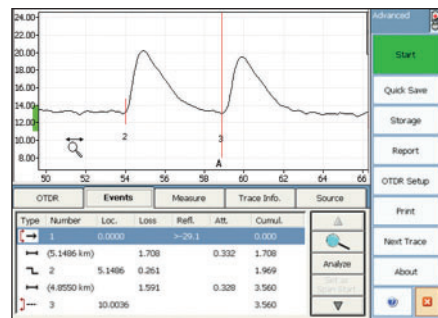 Advanced
24.00
22.00
20.00
18.00
16.00
14.00
12.00
10.00
8.00
2
3
A
50 52 54 56 58 60 62 64 66
Start
Quick Save
Storage
Report
OTDR Setup
Print
Next Trace
About
OTDR Events Measure Trace Info. Source
Type Number Loc. Loss Refl. Att. Cumul.
1 0.0000 >-29.1 0.000
(5.1486 km) 1.708 0.332 1.708
2 5.1486 0.261 1.969
(4.8550 km) 1.591 0.328 3.560
3 10.0036 3.560
Analyze
Set as
Span Start